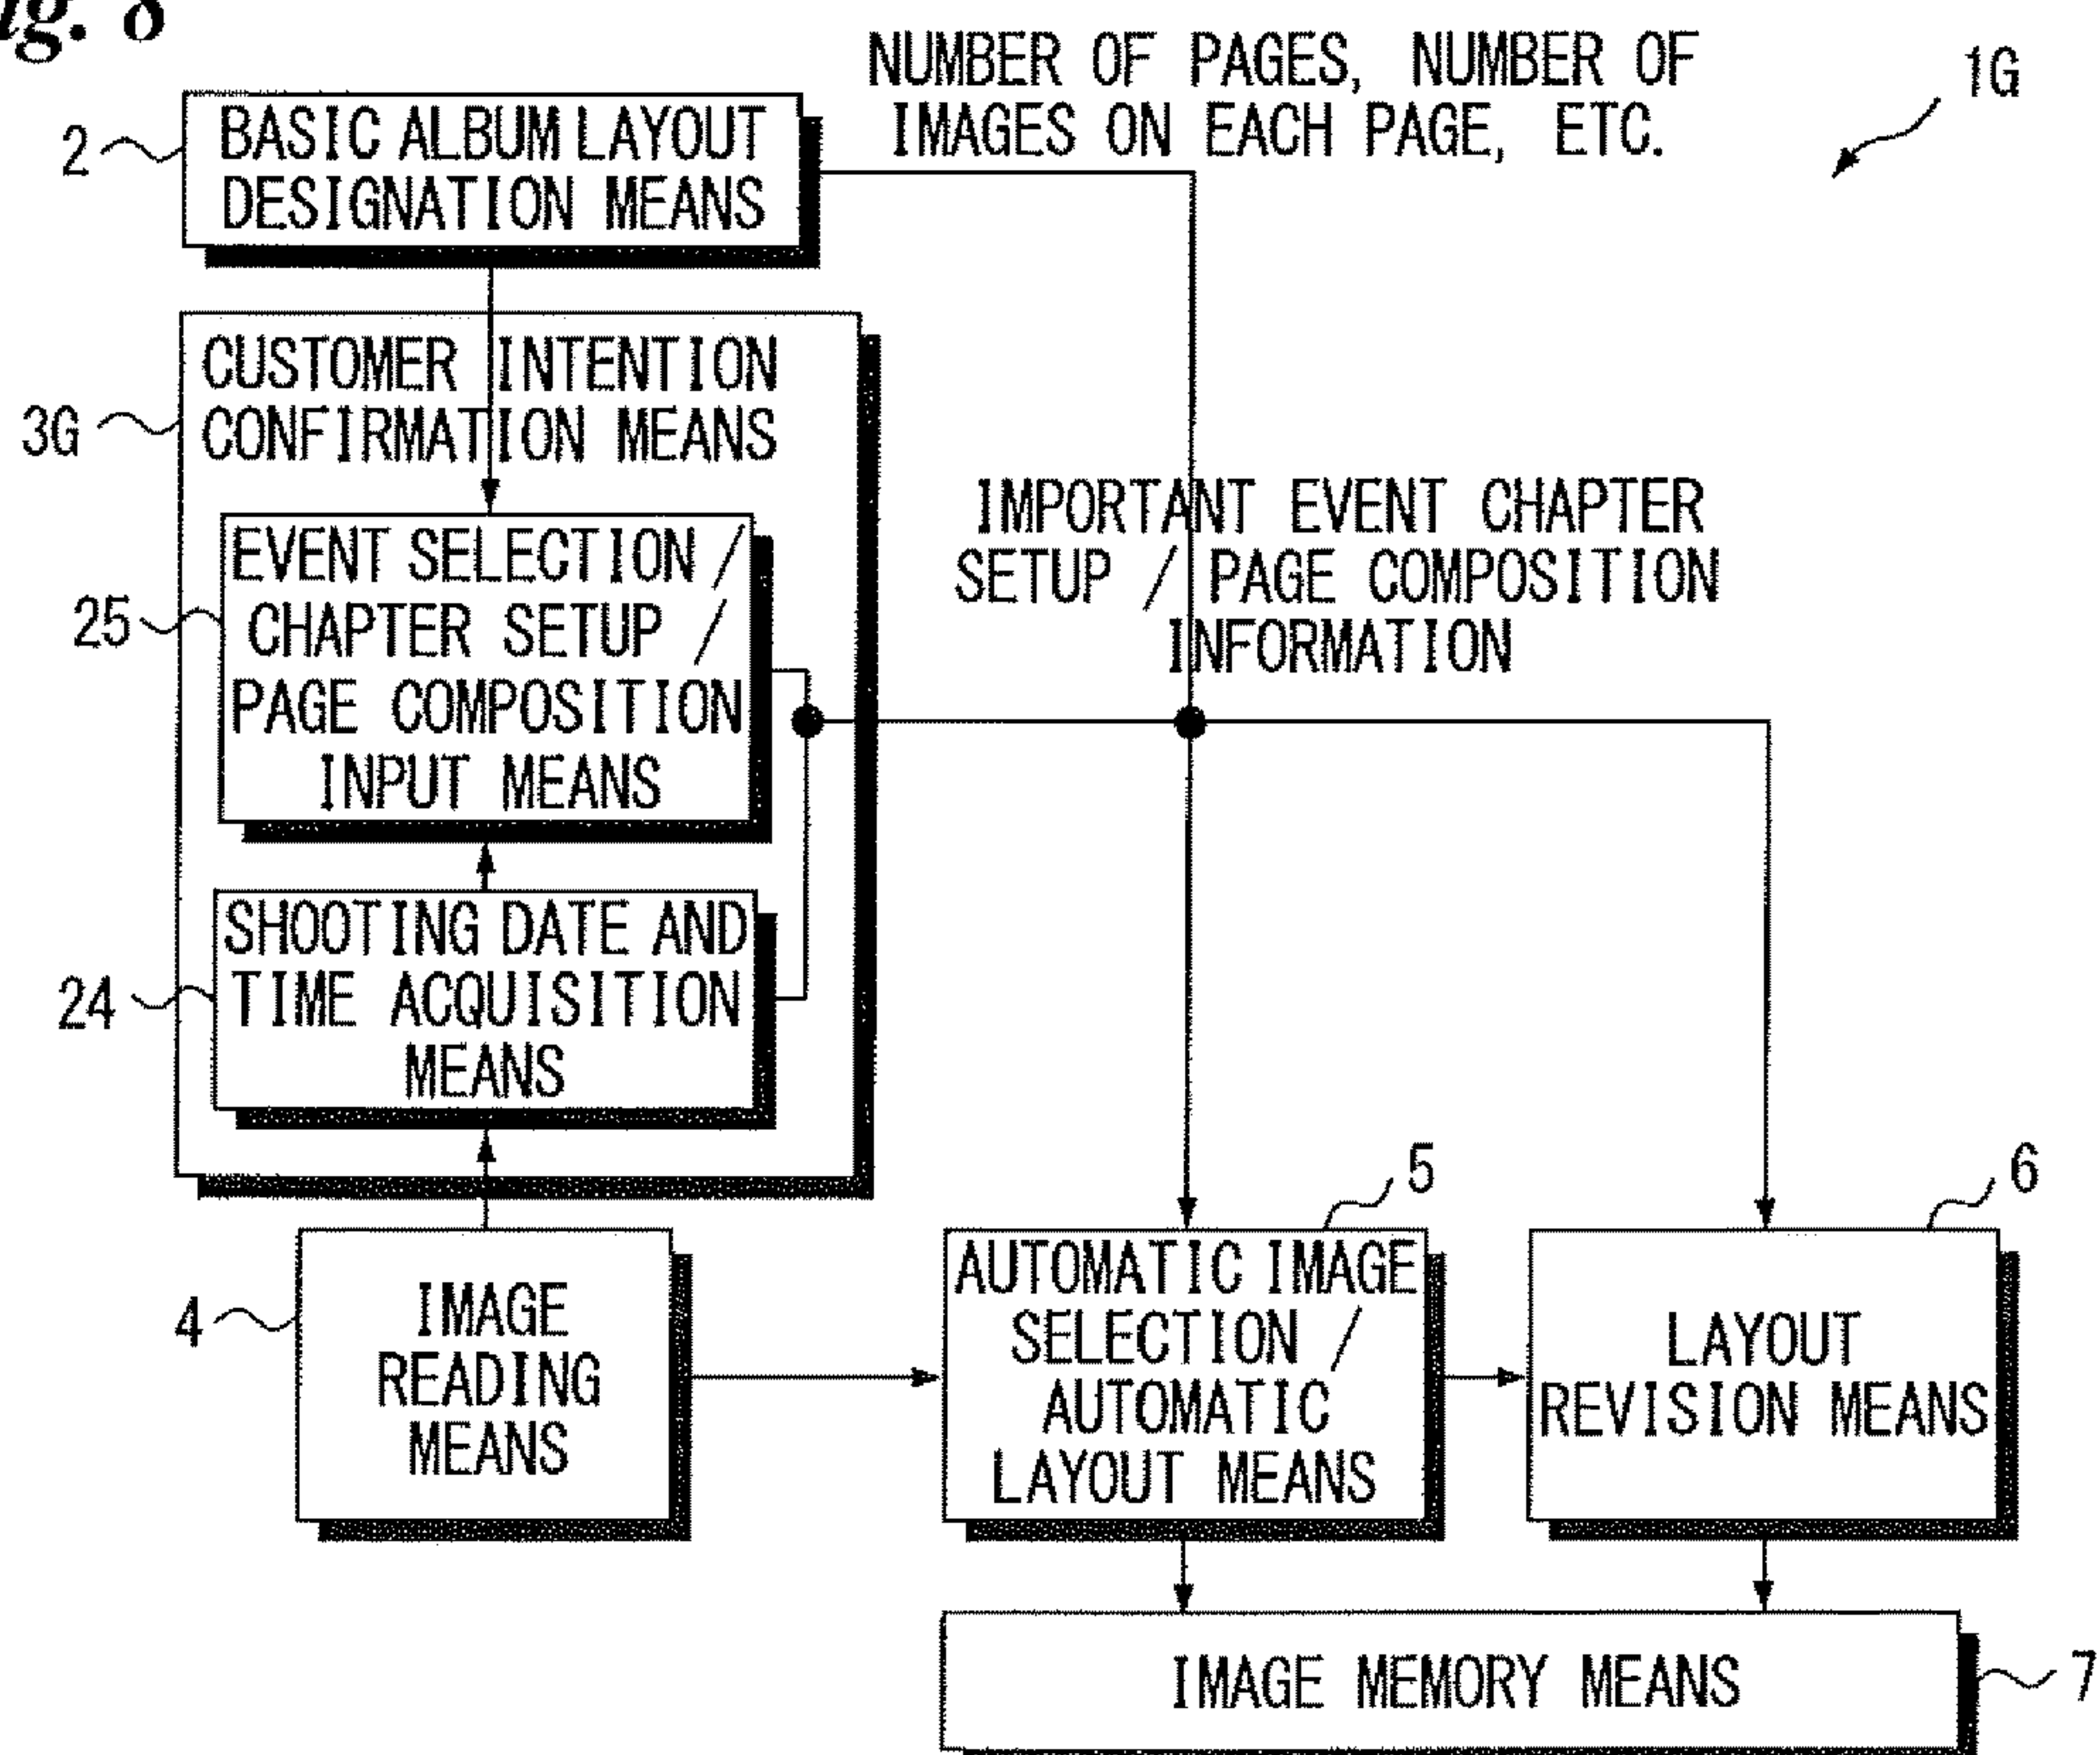 ig. 8
NUMBER OF PAGES, NUMBER OF
IMAGES ON EACH PAGE, ETC.
1G
2
BASIC ALBUM LAYOUT
DESIGNATION MEANS
3G
CUSTOMER INTENTION
CONFIRMATION MEANS
25
EVENT SELECTION /
CHAPTER SETUP /
PAGE COMPOSITION
INPUT MEANS
IMPORTANT EVENT CHAPTER
SETUP / PAGE COMPOSITION
INFORMATION
24
SHOOTING DATE AND
TIME ACQUISITION
MEANS
4
IMAGE
READING
MEANS
5
AUTOMATIC IMAGE
SELECTION /
AUTOMATIC
LAYOUT MEANS
6
LAYOUT
REVISION MEANS
IMAGE MEMORY MEANS
7